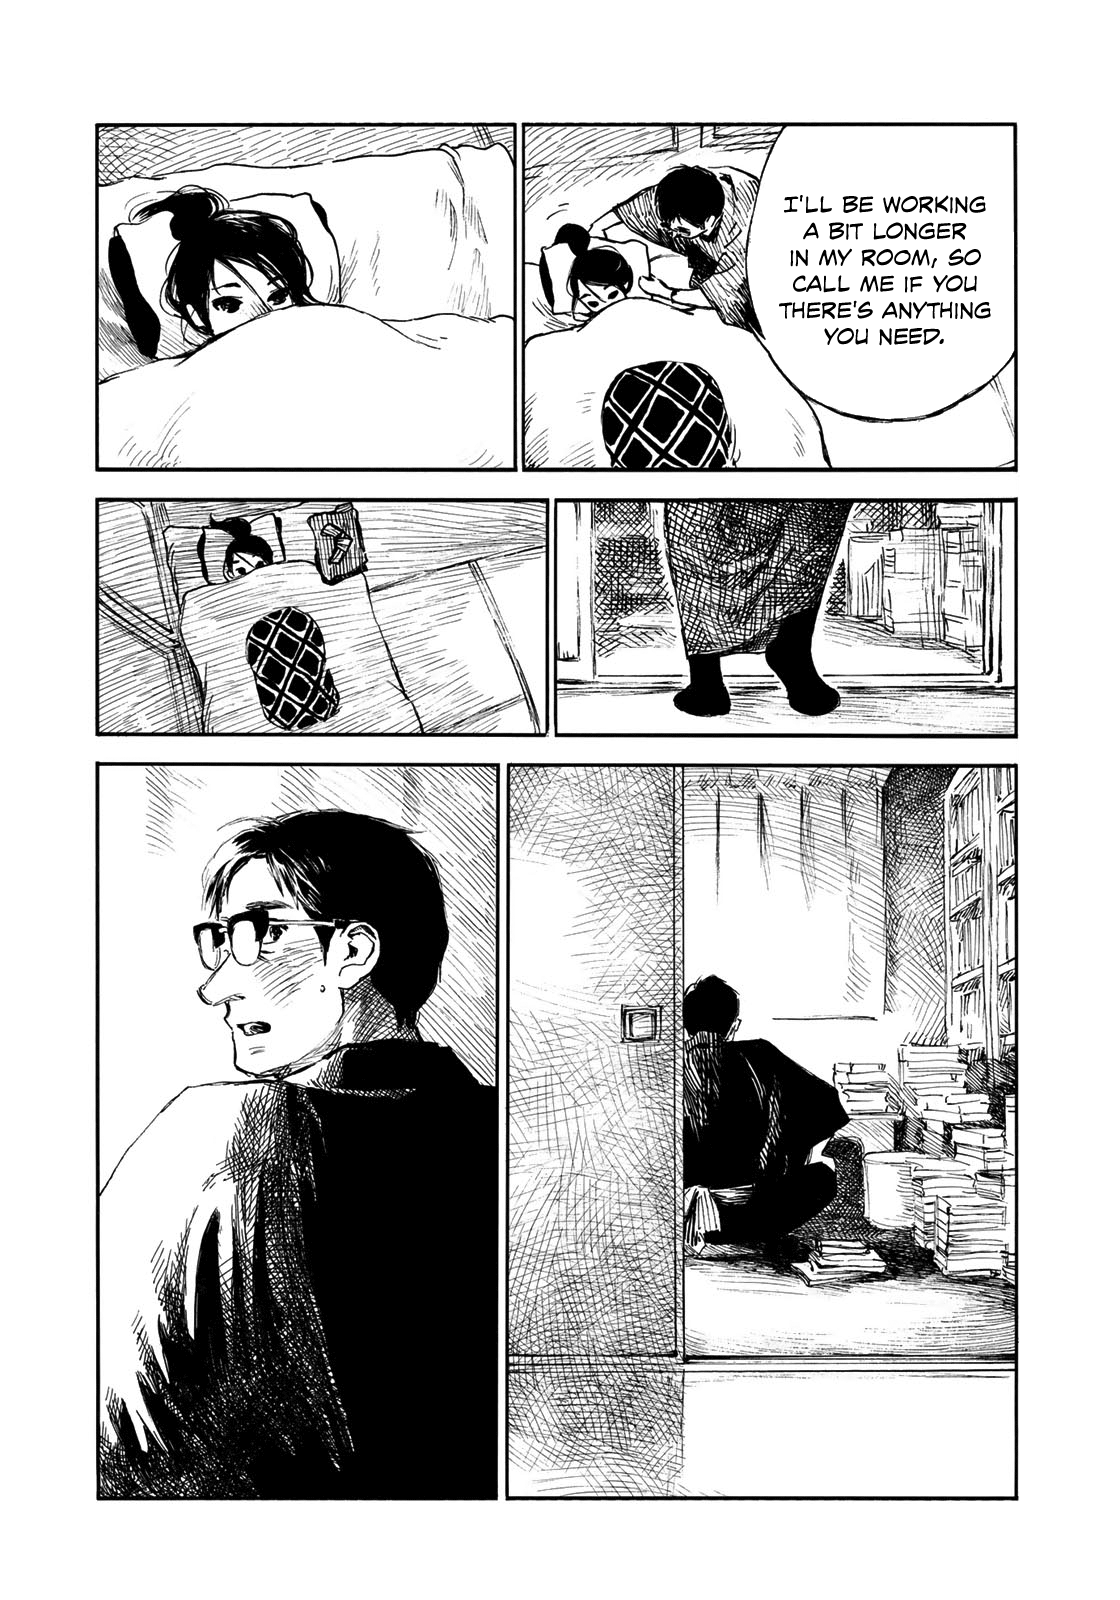 I'LL BE WORKING
A BIT LONGER
IN MY ROOM, SO
CALL ME IF YOU
THERE'S ANYTHING
YOU NEED.